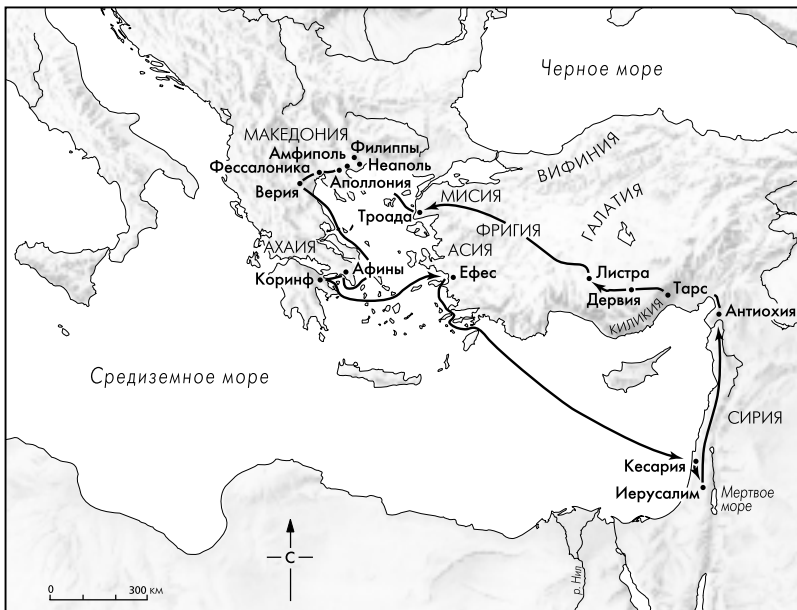 Черное море
МАКЕДОНИЯ
Филиппы
Амфиполь
Неаполь
Фессалоника
Аполлония
Верия
ВИФИНИЯ
МИСИЯ
ГАЛАТИЯ
Троада
ФРИГИЯ
АХАИЯ
АСИЯ
Афины
Ефес
Листра
Коринф
Тарс
Дервия
Антиохия
КИЛИКИЯ
Средиземное море
СИРИЯ
Кесария
Иерусалим
Мертвое
море
С
р. Нил
0 300 км